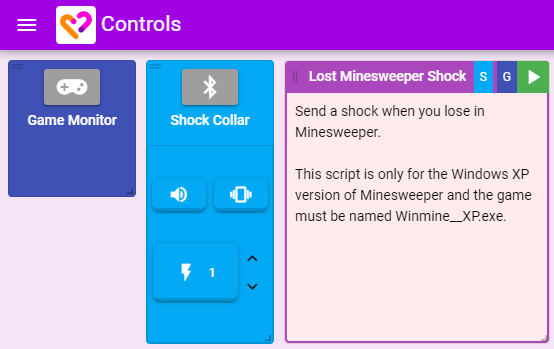 Controls
Game Monitor
Shock Collar
1
Lost Minesweeper Shock
S
G
Send a shock when you lose in
Minesweeper.
This script is only for the Windows XP
version of Minesweeper and the game
must be named Winmine__XP.exe.